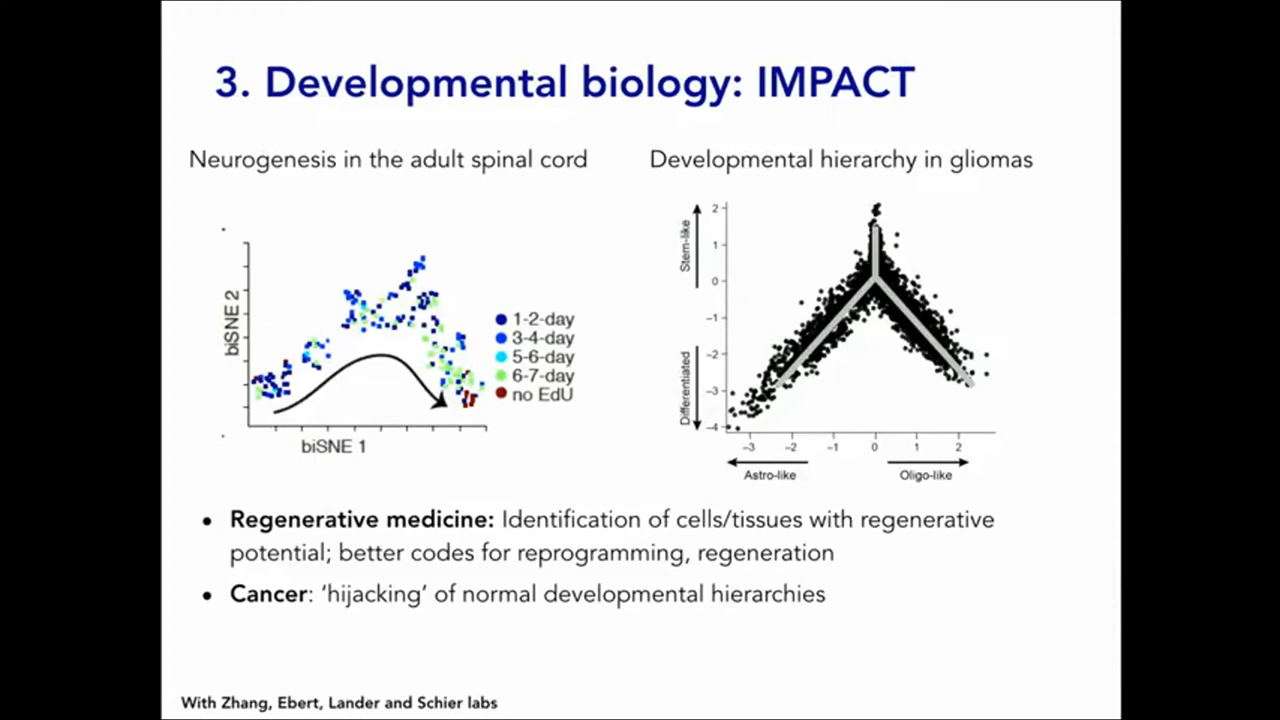 3. Developmental biology: IMPACT
Neurogenesis in the adult spinal cord
Developmental hierarchy in gliomas
biSNE 2
biSNE 1
1-2-day
3-4-day
5-6-day
6-7-day
no EdU
Stem-like
Differentiated
2
1
0
−1
−2
−3
−4
−3 −2 −1 0 1 2
Astro-like
Oligo-like
• Regenerative medicine: Identification of cells/tissues with regenerative
potential; better codes for reprogramming, regeneration
• Cancer: ‘hijacking’ of normal developmental hierarchies
With Zhang, Ebert, Lander and Schier labs